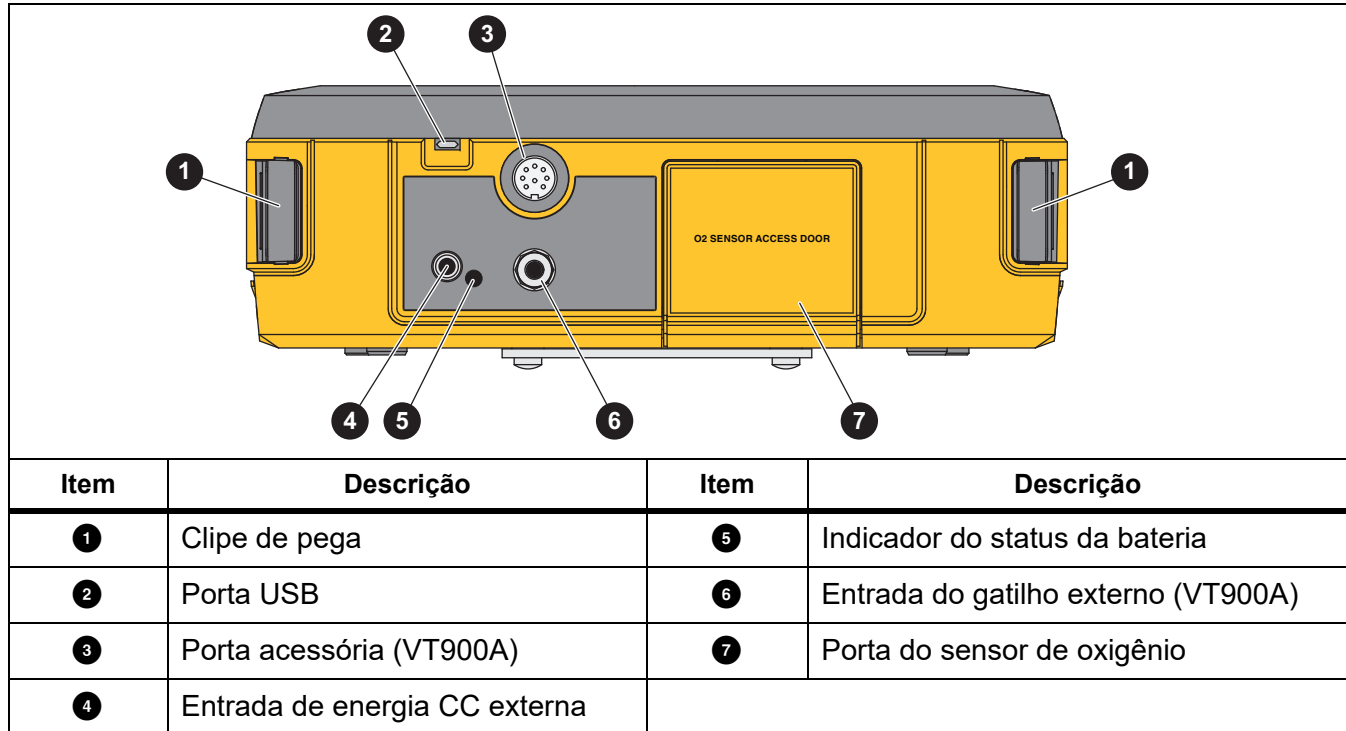 2 3
1 1
O2 SENSOR ACCESS DOOR
4 5 6 7
Item Descrição Item Descrição
1 Clipe de pega 5 Indicador do status da bateria
2 Porta USB 6 Entrada do gatilho externo (VT900A)
3 Porta acessória (VT900A) 7 Porta do sensor de oxigênio
4 Entrada de energia CC externa